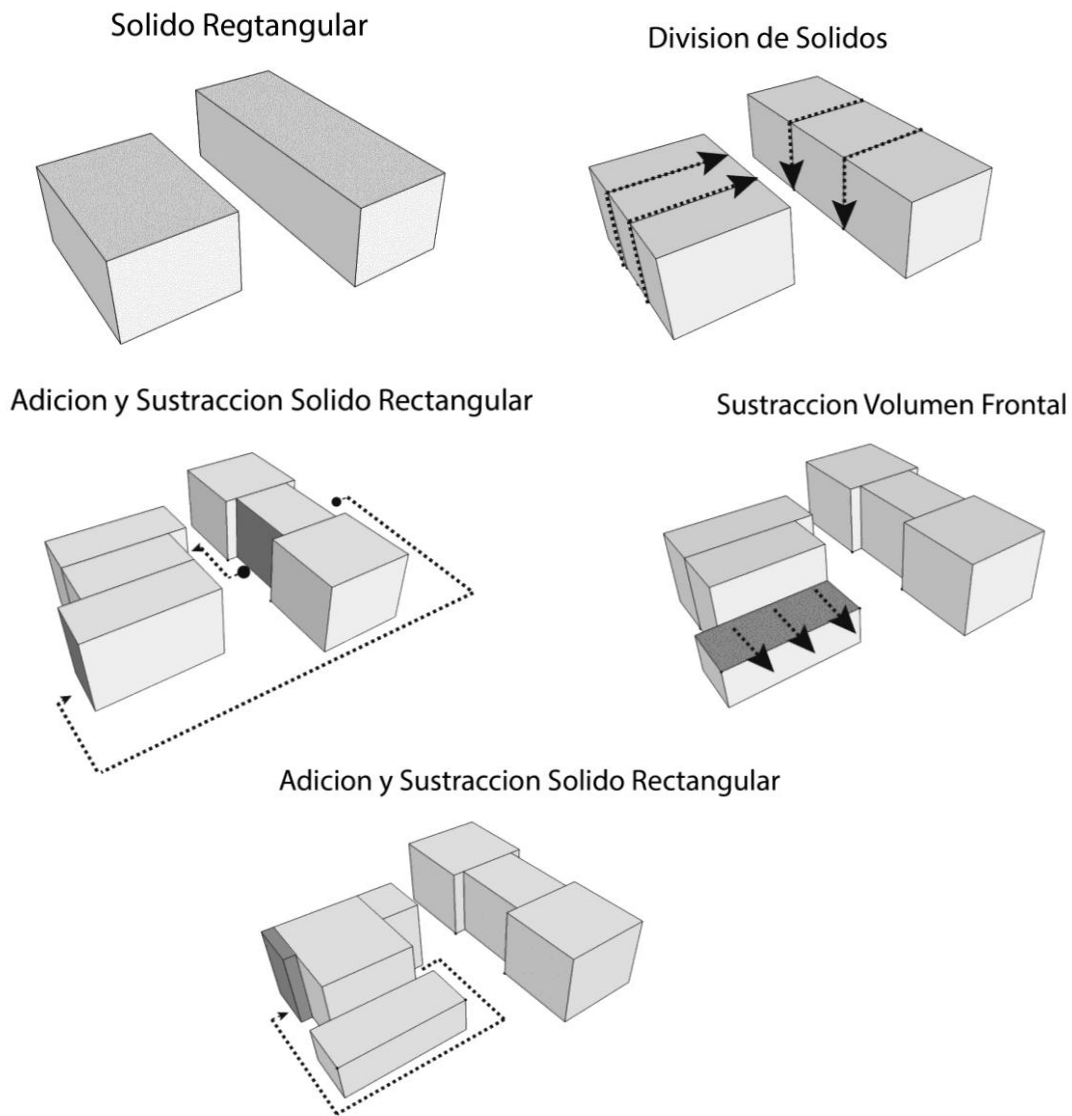 Solido Regtangular
Division de Solidos
Adicion y Sustraccion Solido Rectangular
Sustraccion Volumen Frontal
Adicion y Sustraccion Solido Rectangular